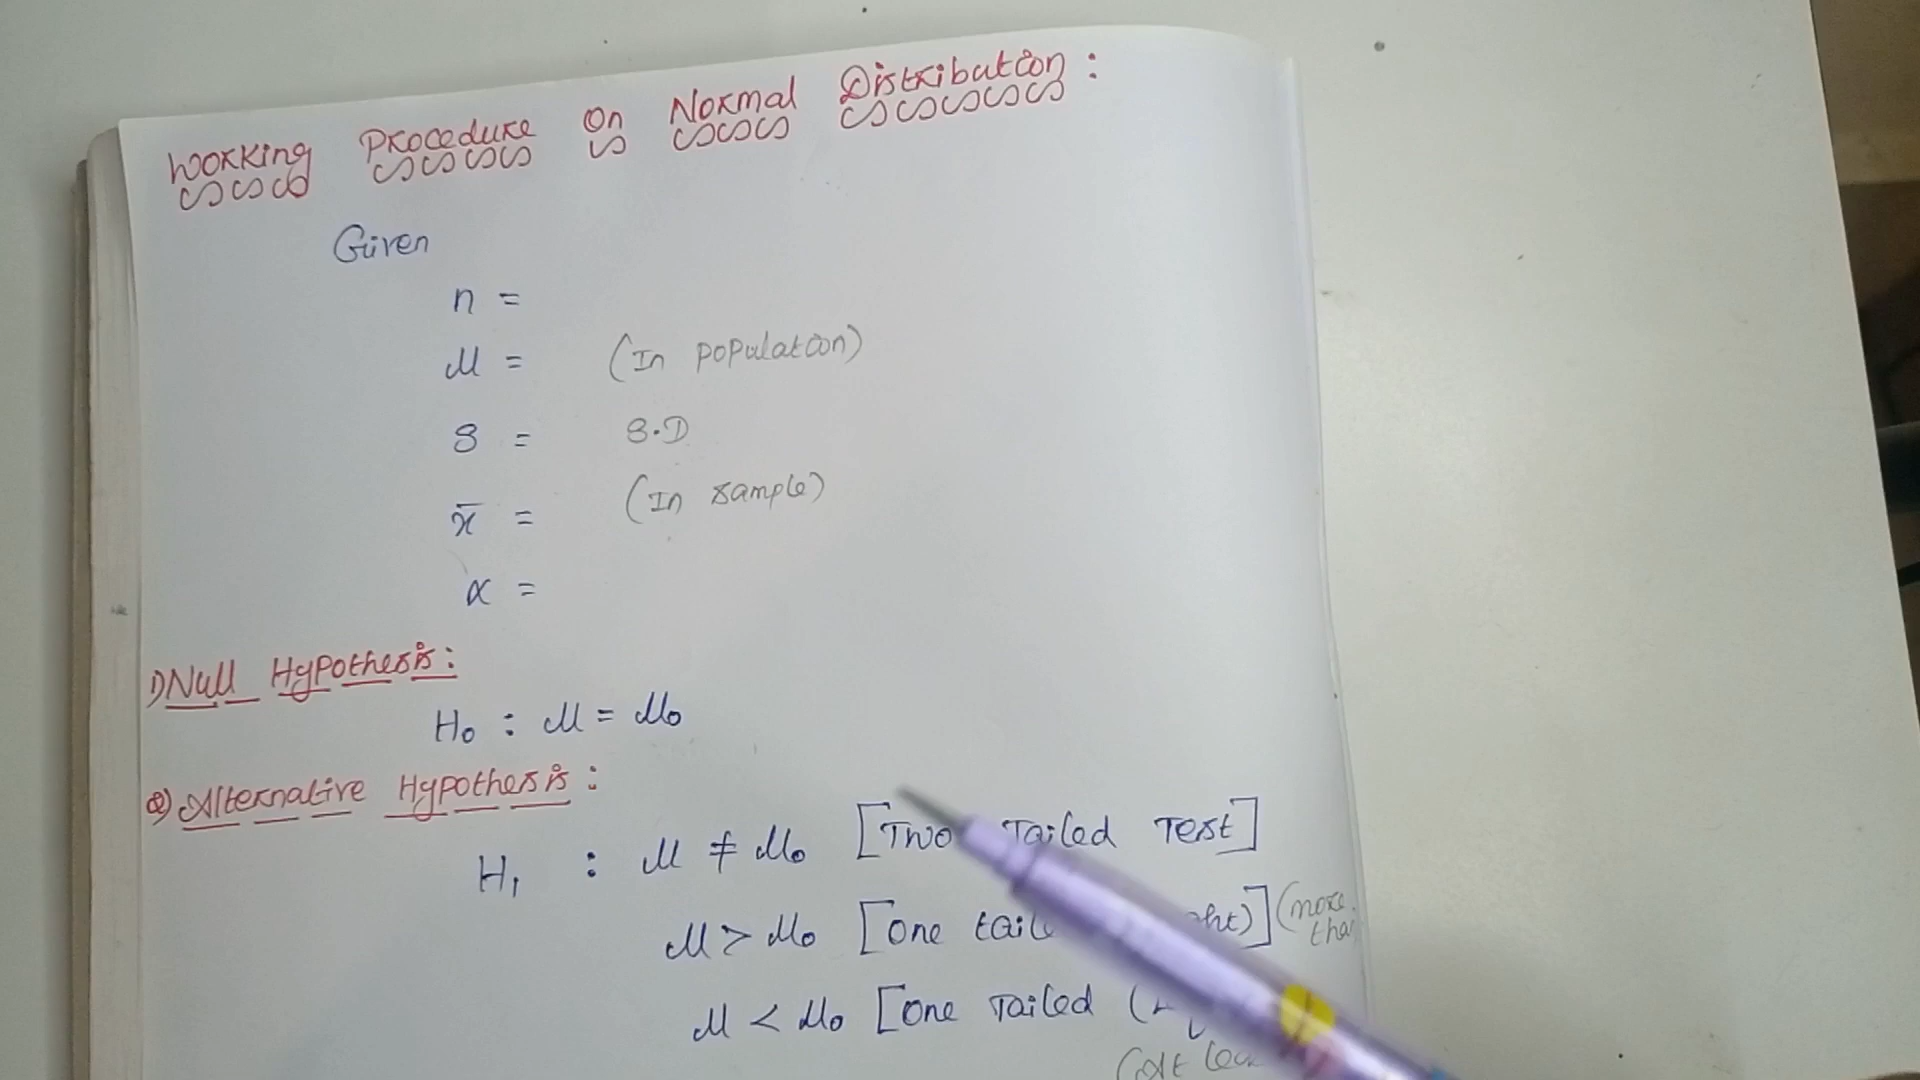 Working Procedure On Normal Distribution:
Given
n =
μ = (In population)
S = S.D
x̄ = (In sample)
α =
1) Null Hypothesis:
H₀ : μ = μ₀
2) Alternative Hypothesis:
H₁ : μ ≠ μ₀ [Two Tailed Test]
μ > μ₀ [one (more
μ < μ₀ [one Tailed